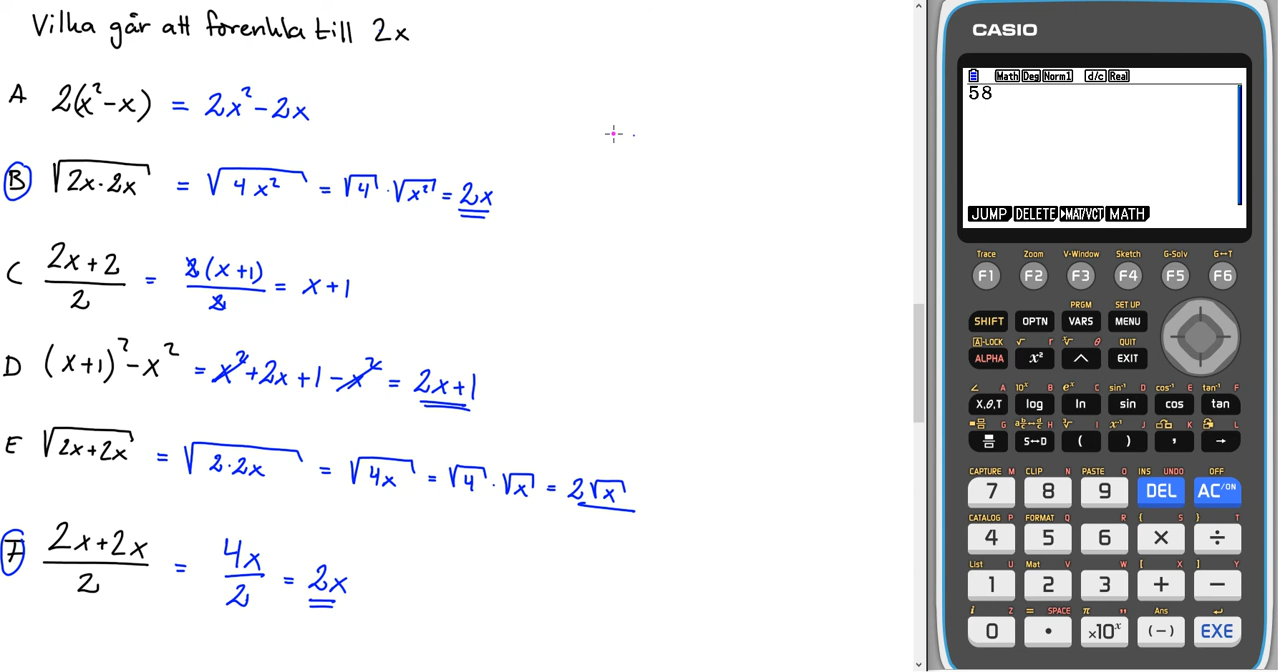 Vilka går att förenkla till 2x
A 2(x²-x) = 2x²-2x
B √(2x·2x) = √(4x²) = √4 · √(x²) = 2x
C (2x+2)/2 = 2(x+1)/2 = x+1
D (x+1)²-x² = x²+2x+1-x² = 2x+1
E √(2x+2x) = √(2·2x) = √(4x) = √4 · √x = 2√x
F (2x+2x)/2 = 4x/2 = 2x
CASIO
Math Deg Norm1 d/c Real
58
JUMP DELETE ▶MAT/VCT MATH
Trace Zoom V-Window Sketch G-Solv G↔T
F1 F2 F3 F4 F5 F6
PRGM SET UP
SHIFT OPTN VARS MENU
A-LOCK √ r ˣ√ θ QUIT
ALPHA x² ^ EXIT
∠ A 10ˣ B eˣ C sin⁻¹ D cos⁻¹ E tan⁻¹ F
X,θ,T log ln sin cos tan
G H ³√ I x⁻¹ J K L
S↔D ( ) , →
CAPTURE M CLIP N PASTE O INS UNDO OFF
7 8 9 DEL AC/ON
CATALOG P FORMAT Q R { S } T
4 5 6 × ÷
List U Mat V W [ X ] Y
1 2 3 + −
i Z = SPACE π " Ans ↵
0 • ×10ˣ (−) EXE